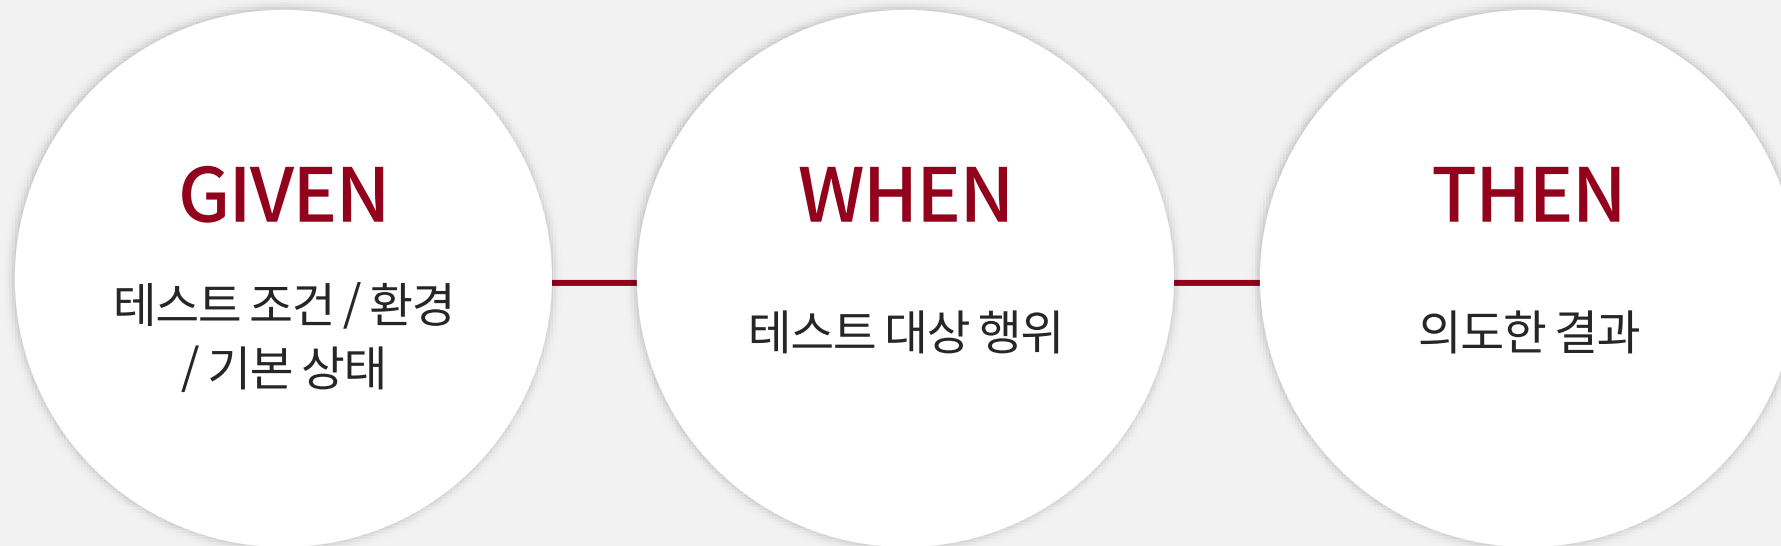 GIVEN
테스트 조건 / 환경
/ 기본 상태
WHEN
테스트 대상 행위
THEN
의도한 결과